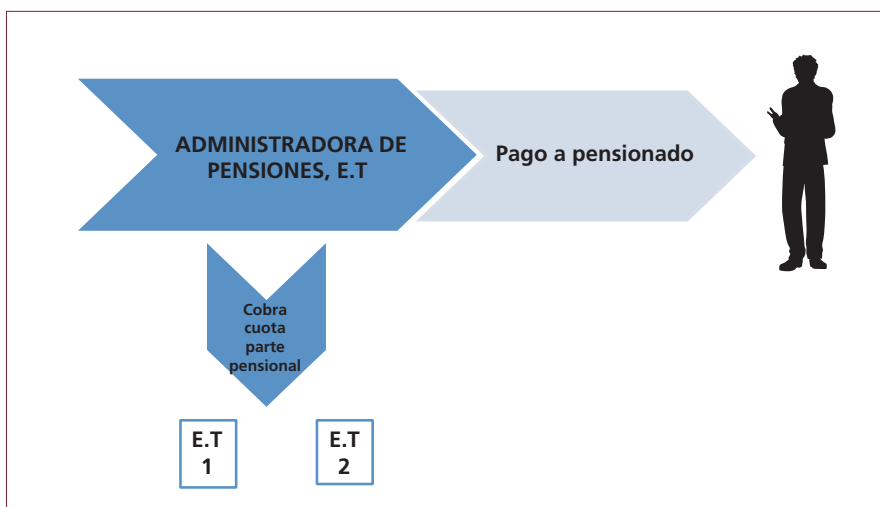 ADMINISTRADORA DE
PENSIONES, E.T
Pago a pensionado
Cobra
cuota
parte
pensional
E.T
1
E.T
2